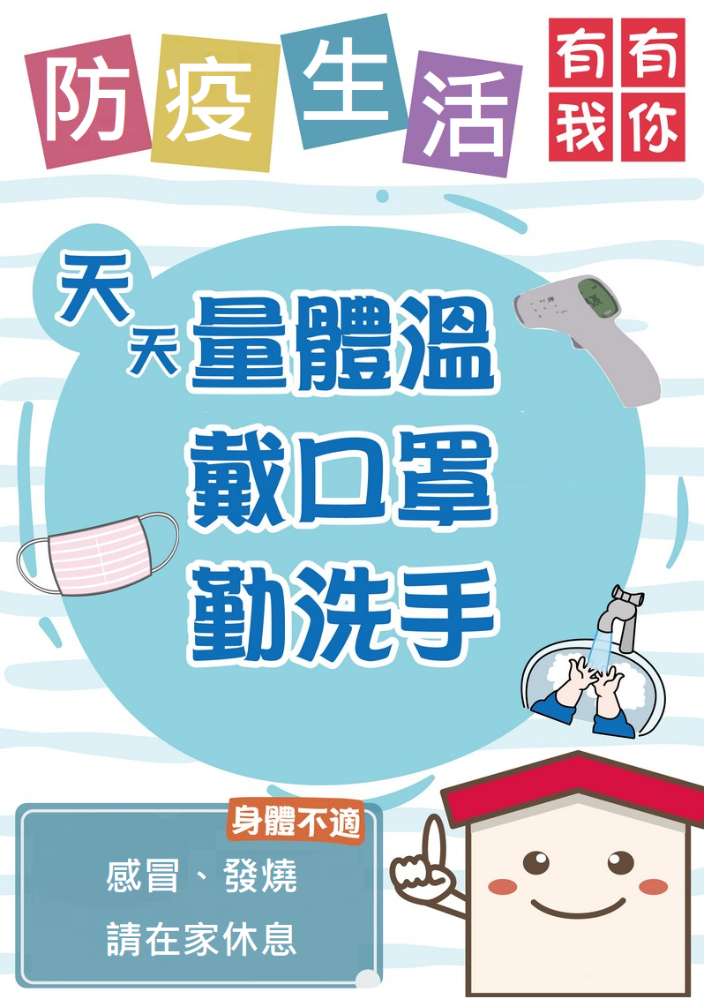 防疫生活
有有
我你
天天量體溫
戴口罩
勤洗手
身體不適
感冒、發燒
請在家休息